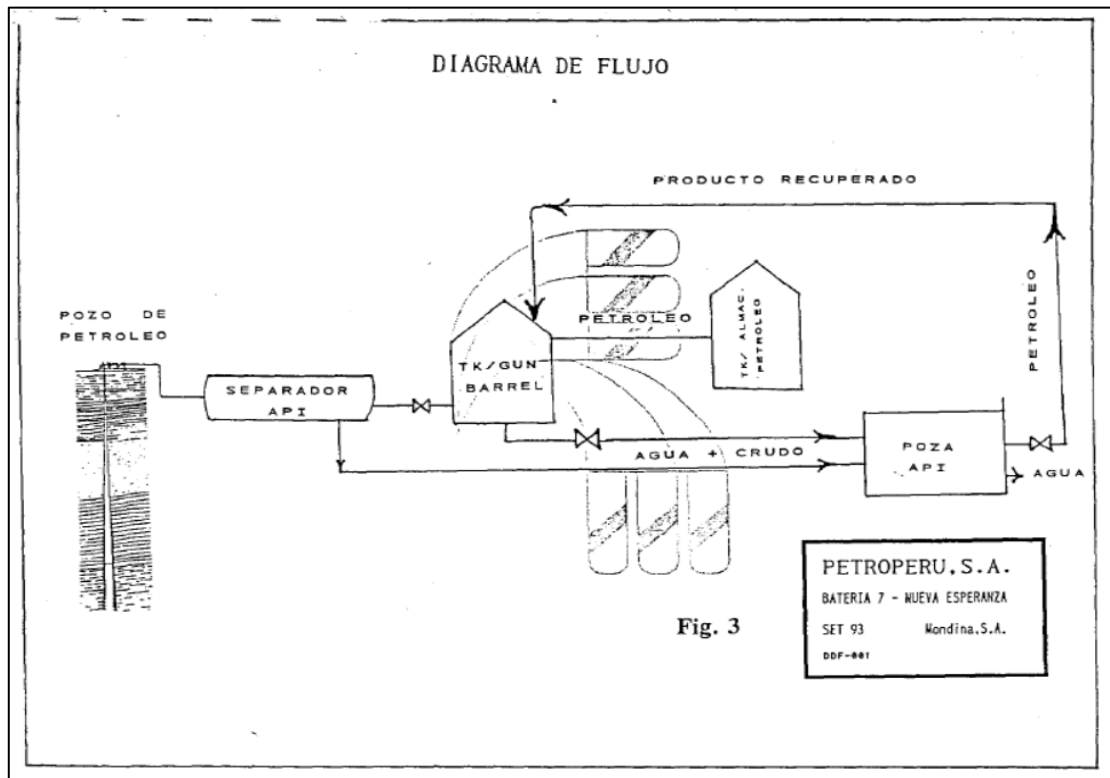 DIAGRAMA DE FLUJO
PRODUCTO RECUPERADO
POZO DE
PETROLEO
PETROLEO
TK/ ALMAC.
PETROLEO
PETROLEO
TK/GUN
BARREL
SEPARADOR
API
AGUA + CRUDO
POZA
API
AGUA
Fig. 3
PETROPERU,S.A.
BATERIA 7 - NUEVA ESPERANZA
SET 93 Mondina.S.A.
DDF-001